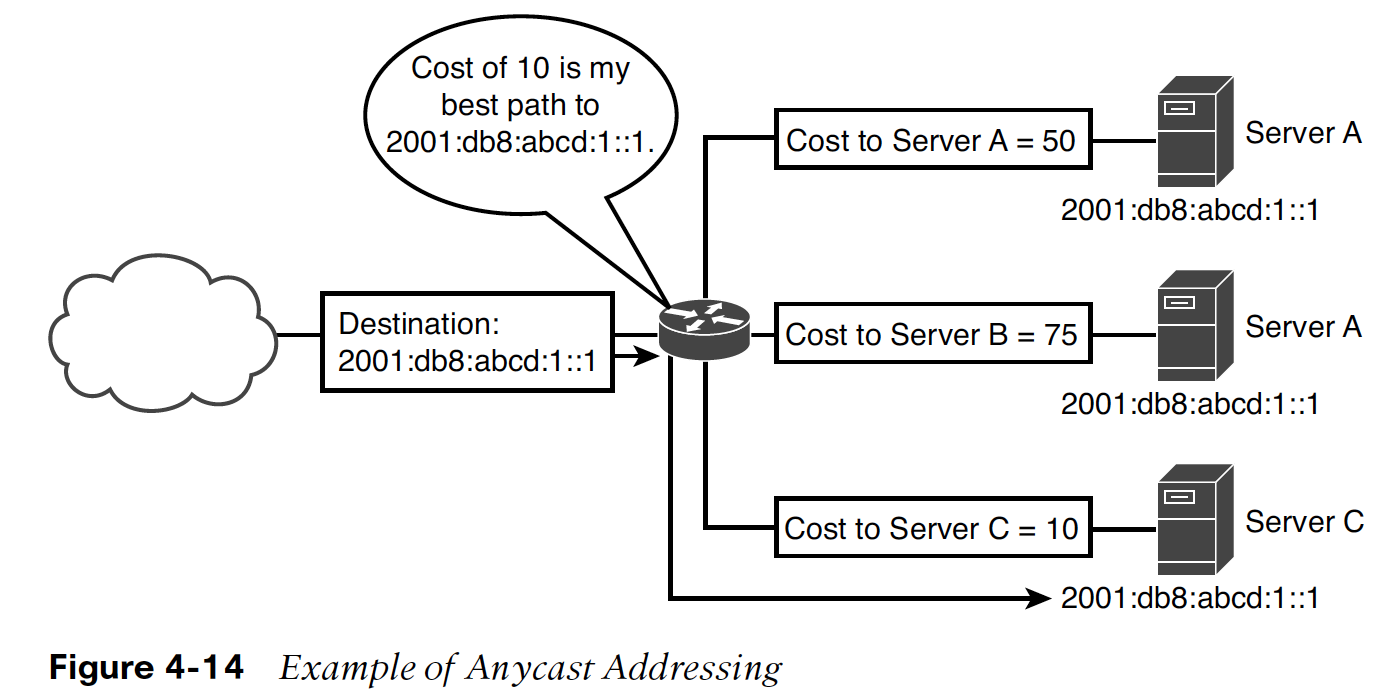 Cost of 10 is my
best path to
2001:db8:abcd:1::1.
Cost to Server A = 50
Server A
2001:db8:abcd:1::1
Destination:
2001:db8:abcd:1::1
Cost to Server B = 75
Server A
2001:db8:abcd:1::1
Cost to Server C = 10
Server C
2001:db8:abcd:1::1
Figure 4-14 Example of Anycast Addressing